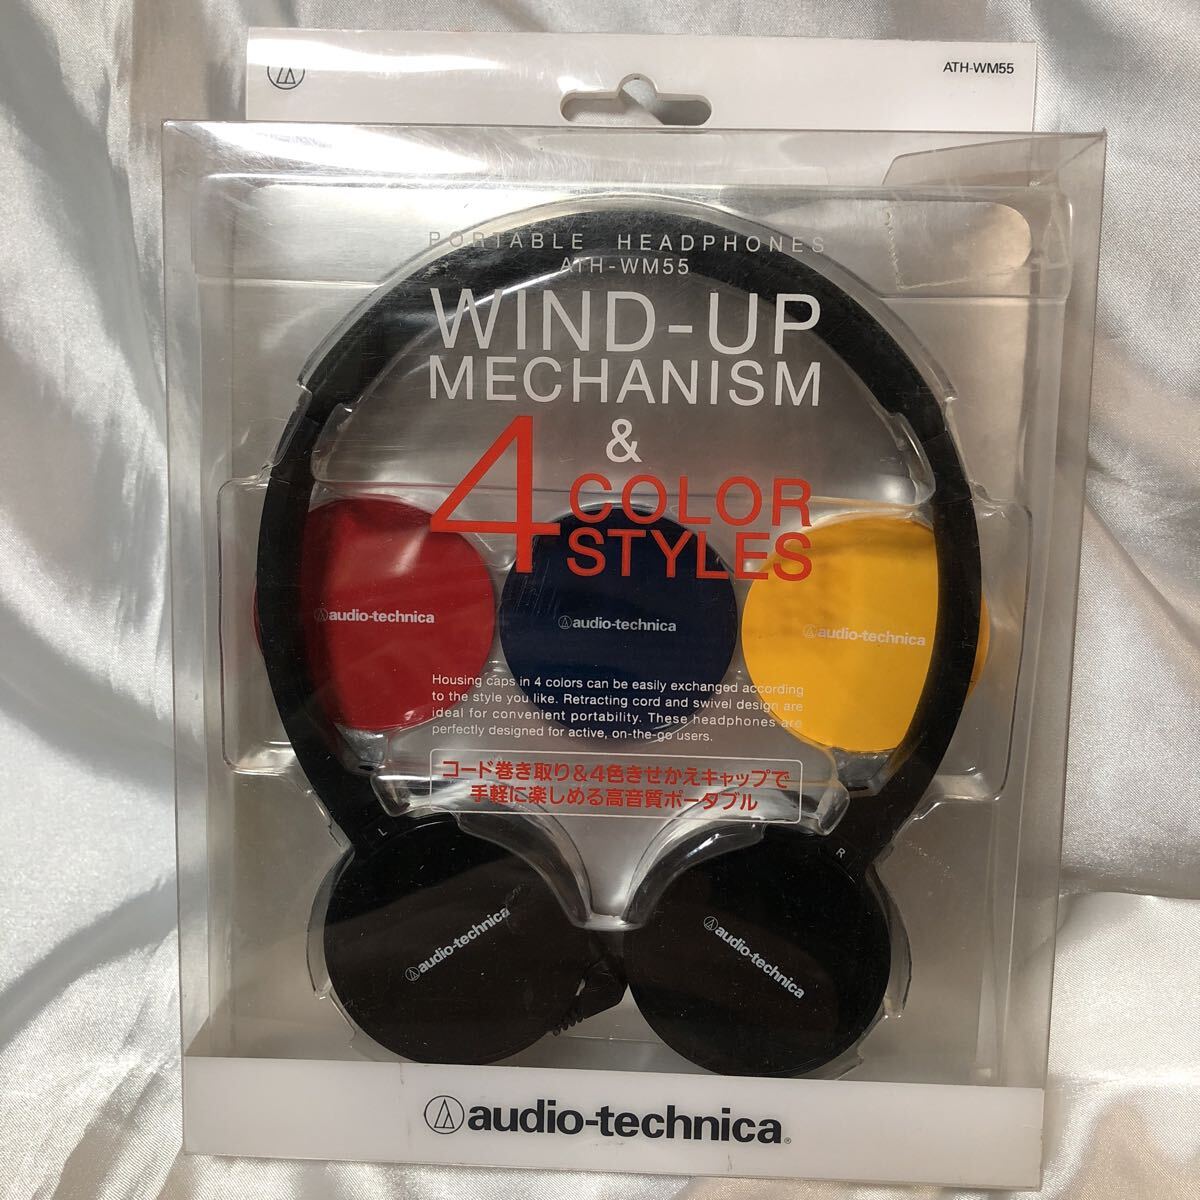 ATH-WM55
PORTABLE HEADPHONES
ATH-WM55
WIND-UP
MECHANISM
&
4 COLOR
STYLES
audio-technica
audio-technica
audio-technica
Housing caps in 4 colors can be easily exchanged according
to the style you like. Retracting cord and swivel design are
ideal for convenient portability. These headphones are
perfectly designed for active, on-the-go users.
コード巻き取り&4色きせかえキャップで
手軽に楽しめる高音質ポータブル
L
R
audio-technica
audio-technica
audio-technica®